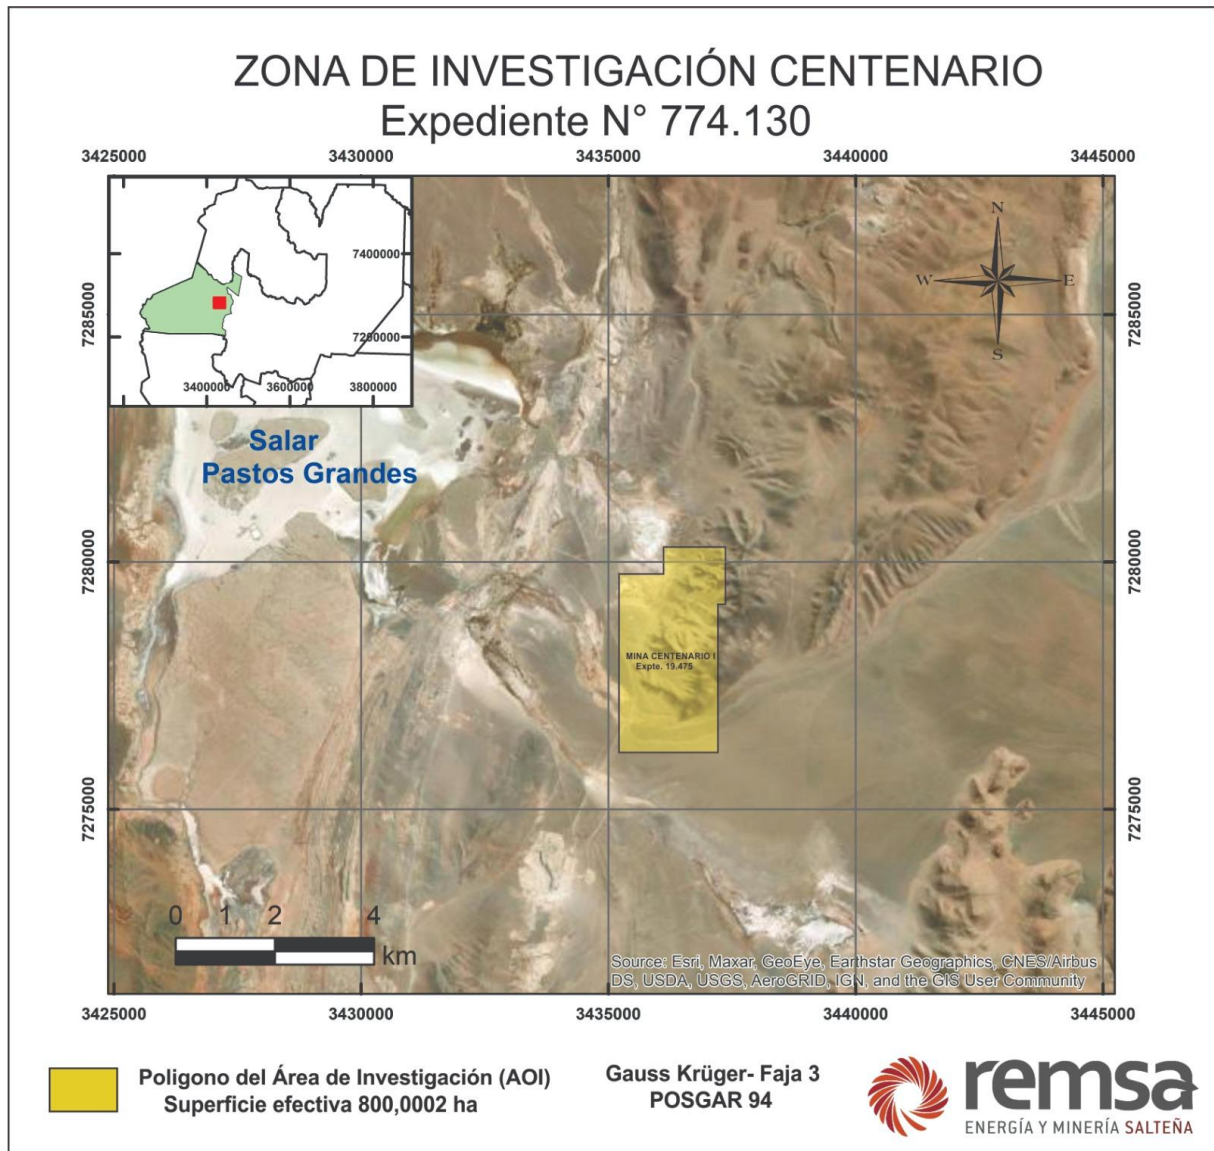 ZONA DE INVESTIGACIÓN CENTENARIO
Expediente N° 774.130
3425000 3430000 3435000 3440000 3445000
7400000
7200000
3400000 3600000 3800000
N
W E
S
7285000 7285000
Salar
Pastos Grandes
7280000 7280000
MINA CENTENARIO I
Expte. 19.475
7275000 7275000
0 1 2 4
km
Source: Esri, Maxar, GeoEye, Earthstar Geographics, CNES/Airbus
DS, USDA, USGS, AeroGRID, IGN, and the GIS User Community
3425000 3430000 3435000 3440000 3445000
Poligono del Área de Investigación (AOI)
Superficie efectiva 800,0002 ha
Gauss Krüger- Faja 3
POSGAR 94
remsa
ENERGÍA Y MINERÍA SALTEÑA